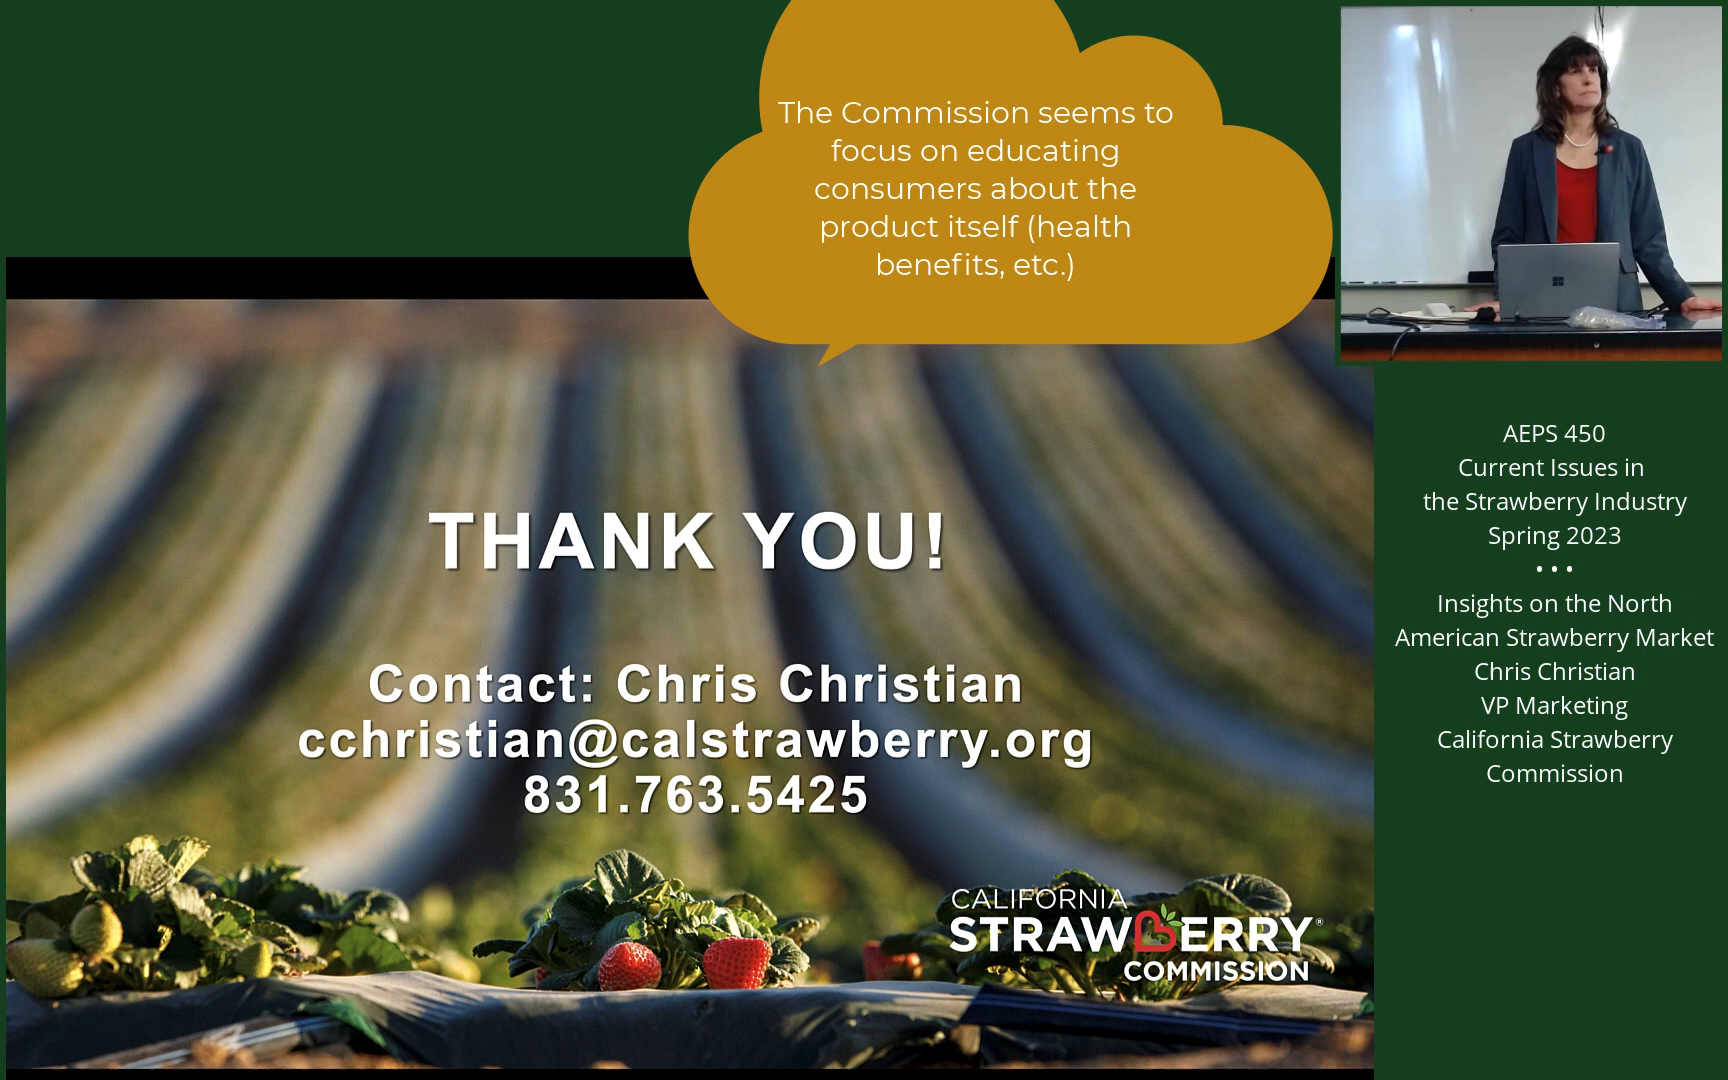 The Commission seems to
focus on educating
consumers about the
product itself (health
benefits, etc.)
THANK YOU!
Contact: Chris Christian
cchristian@calstrawberry.org
831.763.5425
CALIFORNIA
STRAWBERRY®
COMMISSION
AEPS 450
Current Issues in
the Strawberry Industry
Spring 2023
• • •
Insights on the North
American Strawberry Market
Chris Christian
VP Marketing
California Strawberry
Commission